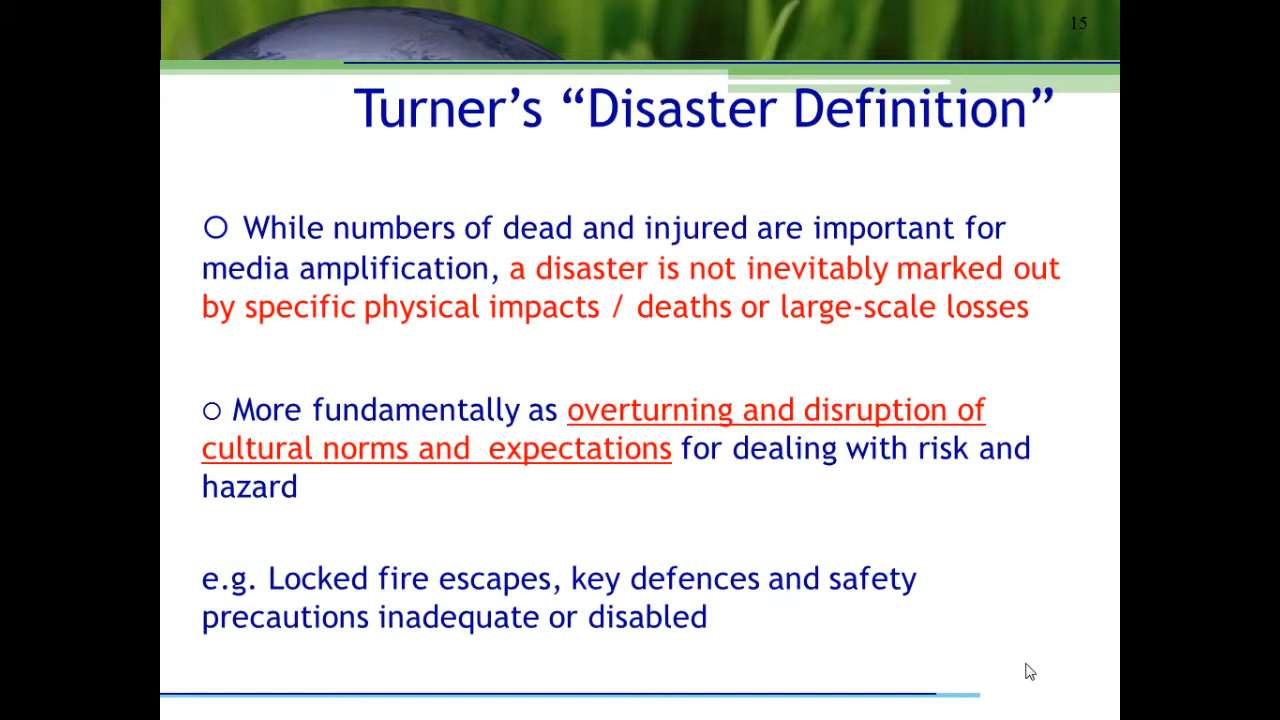 15
Turner’s “Disaster Definition”
While numbers of dead and injured are important for
media amplification, a disaster is not inevitably marked out
by specific physical impacts / deaths or large-scale losses
More fundamentally as overturning and disruption of
cultural norms and  expectations for dealing with risk and
hazard
e.g. Locked fire escapes, key defences and safety
precautions inadequate or disabled